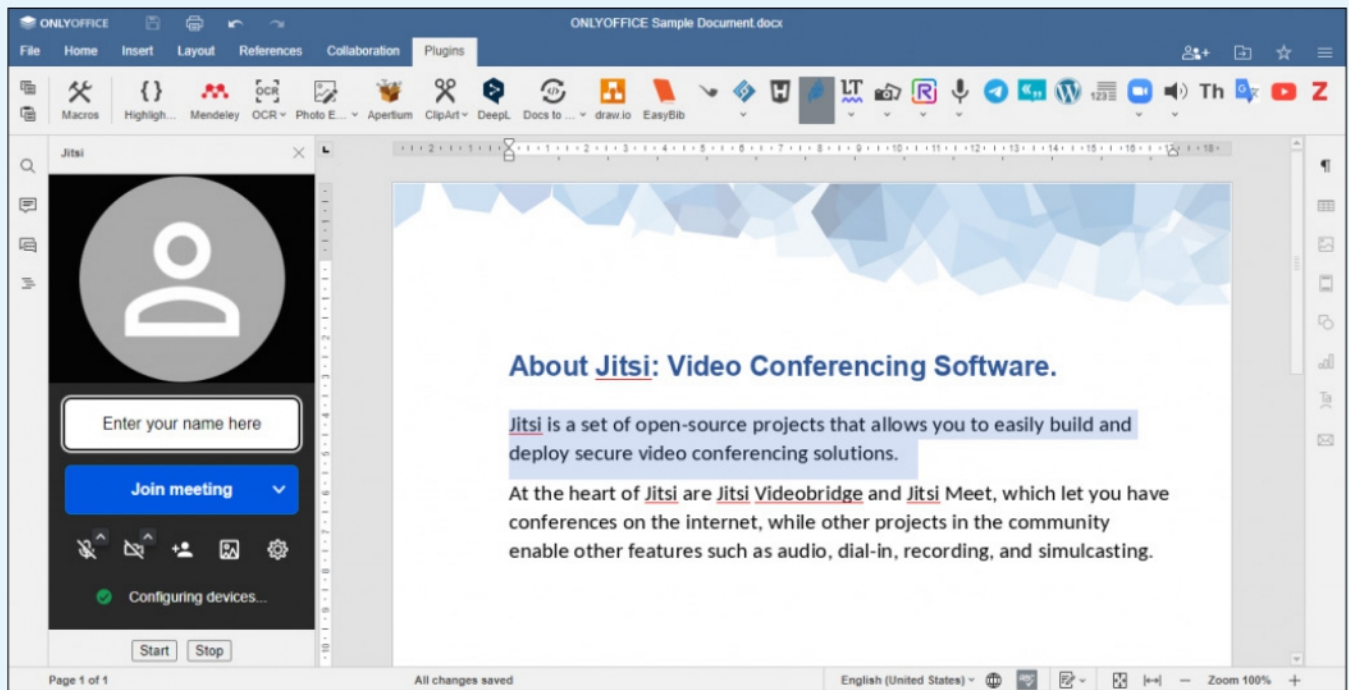 ONLYOFFICE
ONLYOFFICE Sample Document.docx
File Home Insert Layout References Collaboration Plugins
Macros Highligh... Mendeley OCR Photo E... Apertium ClipArt DeepL Docs to ... draw.io EasyBib
Th
Jitsi
Enter your name here
Join meeting
Configuring devices...
Start Stop
About Jitsi: Video Conferencing Software.
Jitsi is a set of open-source projects that allows you to easily build and
deploy secure video conferencing solutions.
At the heart of Jitsi are Jitsi Videobridge and Jitsi Meet, which let you have
conferences on the internet, while other projects in the community
enable other features such as audio, dial-in, recording, and simulcasting.
Page 1 of 1 All changes saved English (United States) Zoom 100%